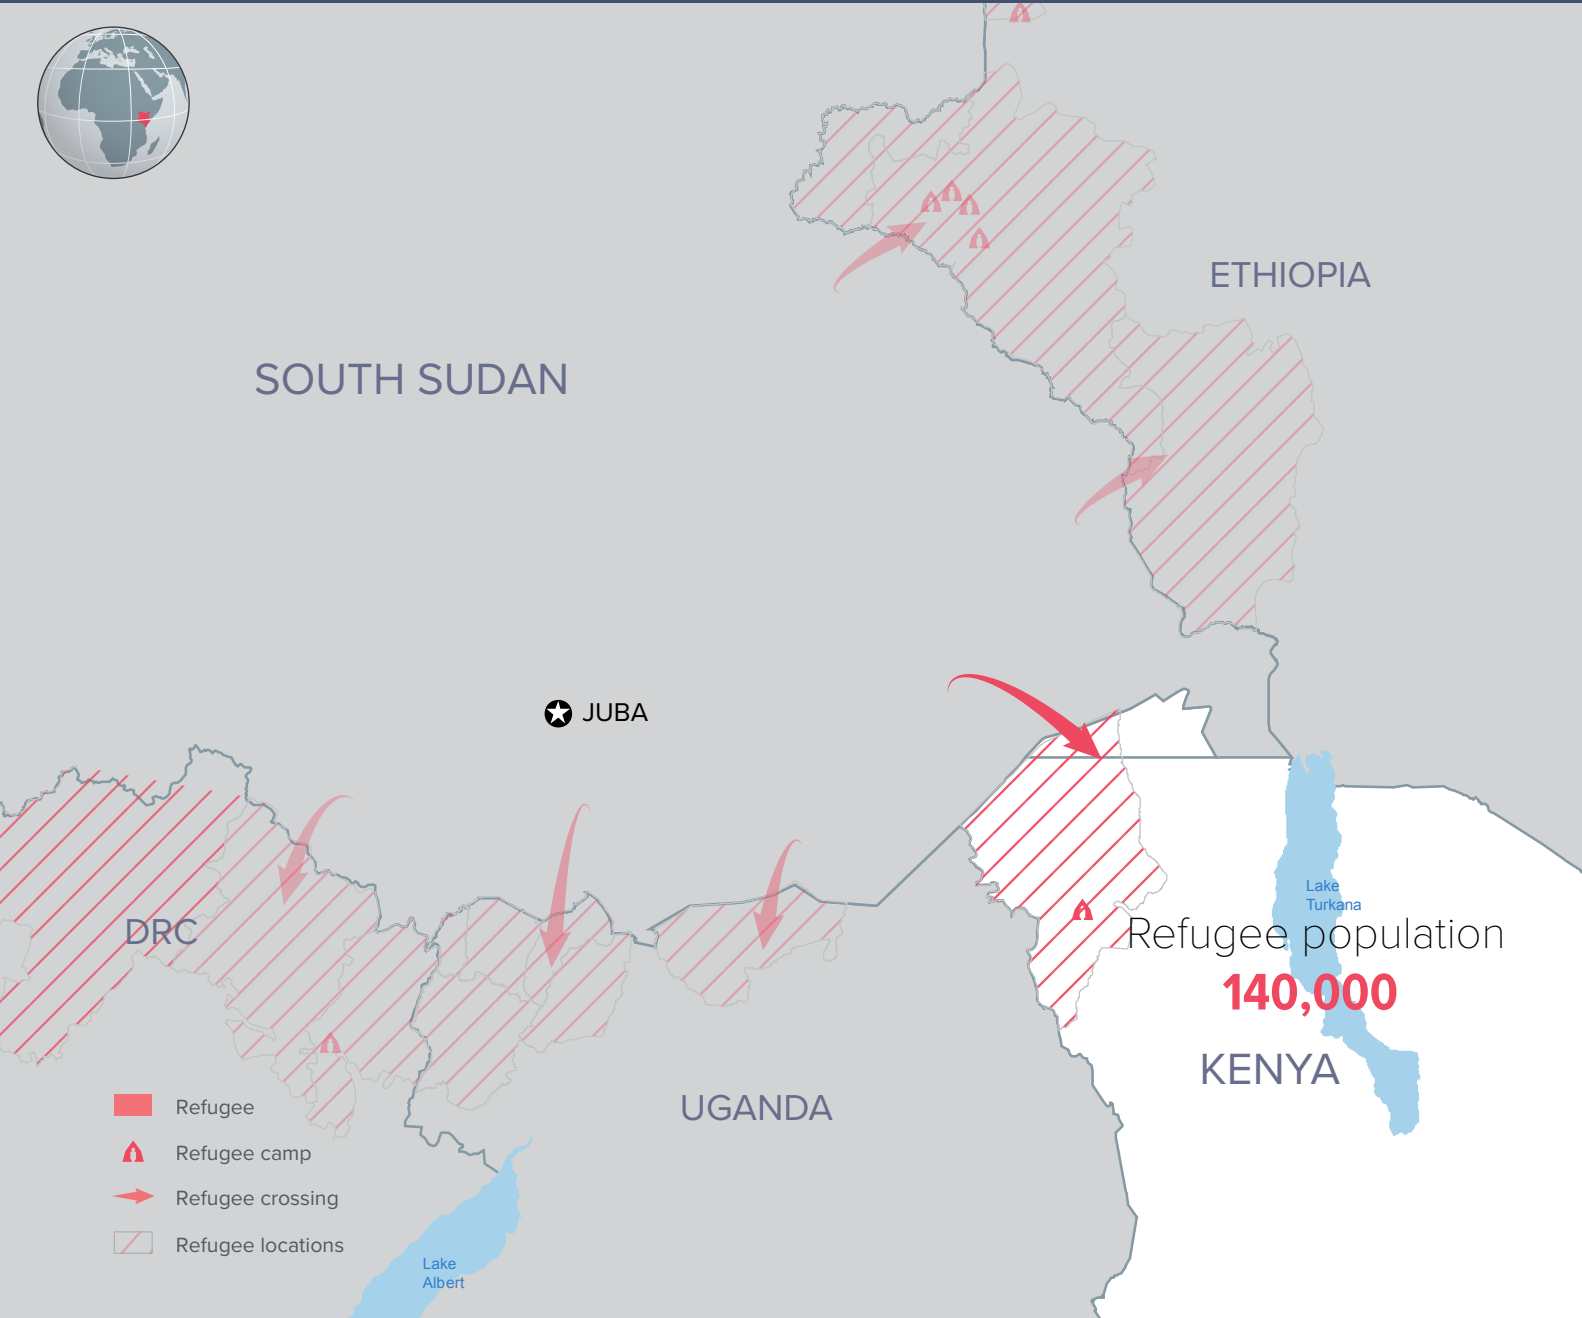 ETHIOPIA
SOUTH SUDAN
JUBA
Lake
Turkana
DRC
Refugee population
140,000
KENYA
UGANDA
Refugee
Refugee camp
Refugee crossing
Refugee locations
Lake
Albert